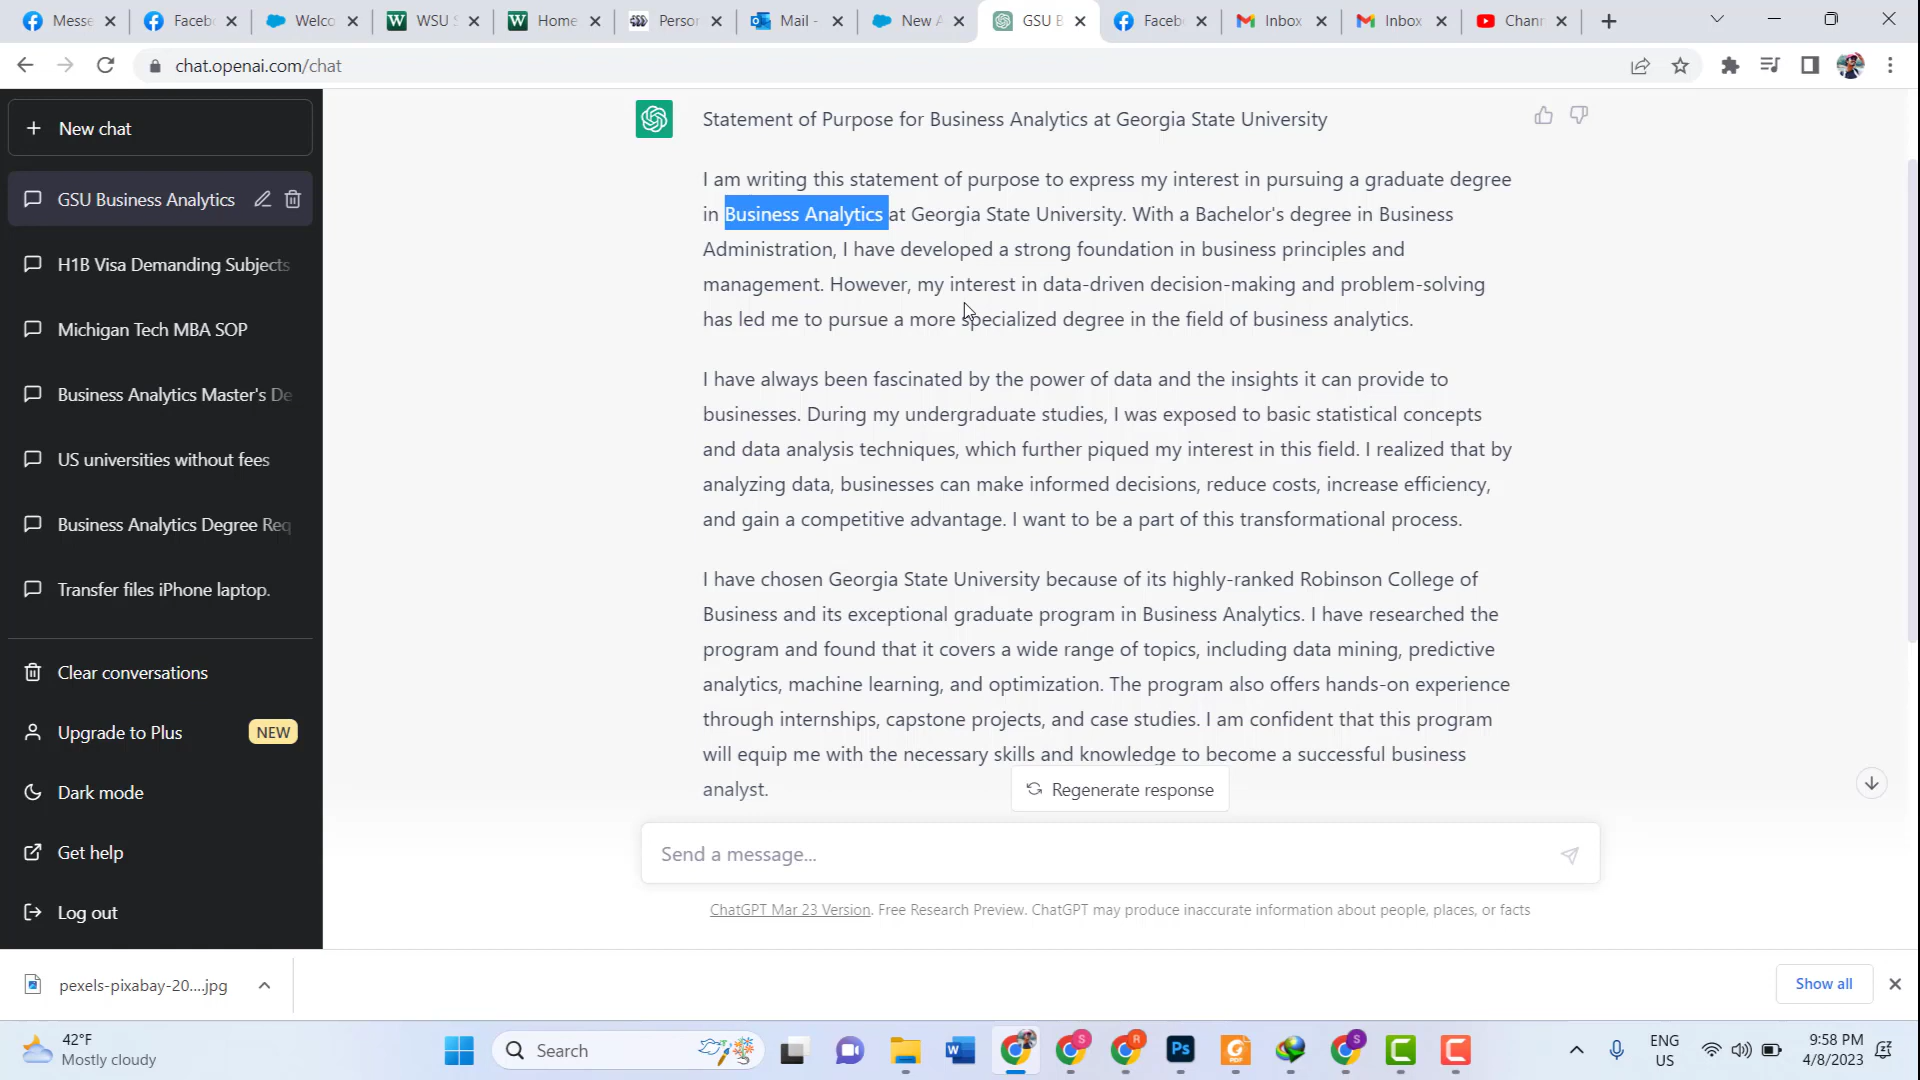 Messe
Faceb
Welco
WSU S
Home
Persor
Mail -
New A
GSU B
Faceb
Inbox
Inbox
Chann
chat.openai.com/chat
New chat
GSU Business Analytics
H1B Visa Demanding Subjects
Michigan Tech MBA SOP
Business Analytics Master's De
US universities without fees
Business Analytics Degree Req
Transfer files iPhone laptop.
Clear conversations
Upgrade to Plus
NEW
Dark mode
Get help
Log out
Statement of Purpose for Business Analytics at Georgia State University
I am writing this statement of purpose to express my interest in pursuing a graduate degree
in Business Analytics at Georgia State University. With a Bachelor's degree in Business
Administration, I have developed a strong foundation in business principles and
management. However, my interest in data-driven decision-making and problem-solving
has led me to pursue a more specialized degree in the field of business analytics.
I have always been fascinated by the power of data and the insights it can provide to
businesses. During my undergraduate studies, I was exposed to basic statistical concepts
and data analysis techniques, which further piqued my interest in this field. I realized that by
analyzing data, businesses can make informed decisions, reduce costs, increase efficiency,
and gain a competitive advantage. I want to be a part of this transformational process.
I have chosen Georgia State University because of its highly-ranked Robinson College of
Business and its exceptional graduate program in Business Analytics. I have researched the
program and found that it covers a wide range of topics, including data mining, predictive
analytics, machine learning, and optimization. The program also offers hands-on experience
through internships, capstone projects, and case studies. I am confident that this program
will equip me with the necessary skills and knowledge to become a successful business
analyst.
Regenerate response
Send a message...
ChatGPT Mar 23 Version. Free Research Preview. ChatGPT may produce inaccurate information about people, places, or facts
pexels-pixabay-20....jpg
Show all
42°F
Mostly cloudy
Search
ENG
US
9:58 PM
4/8/2023